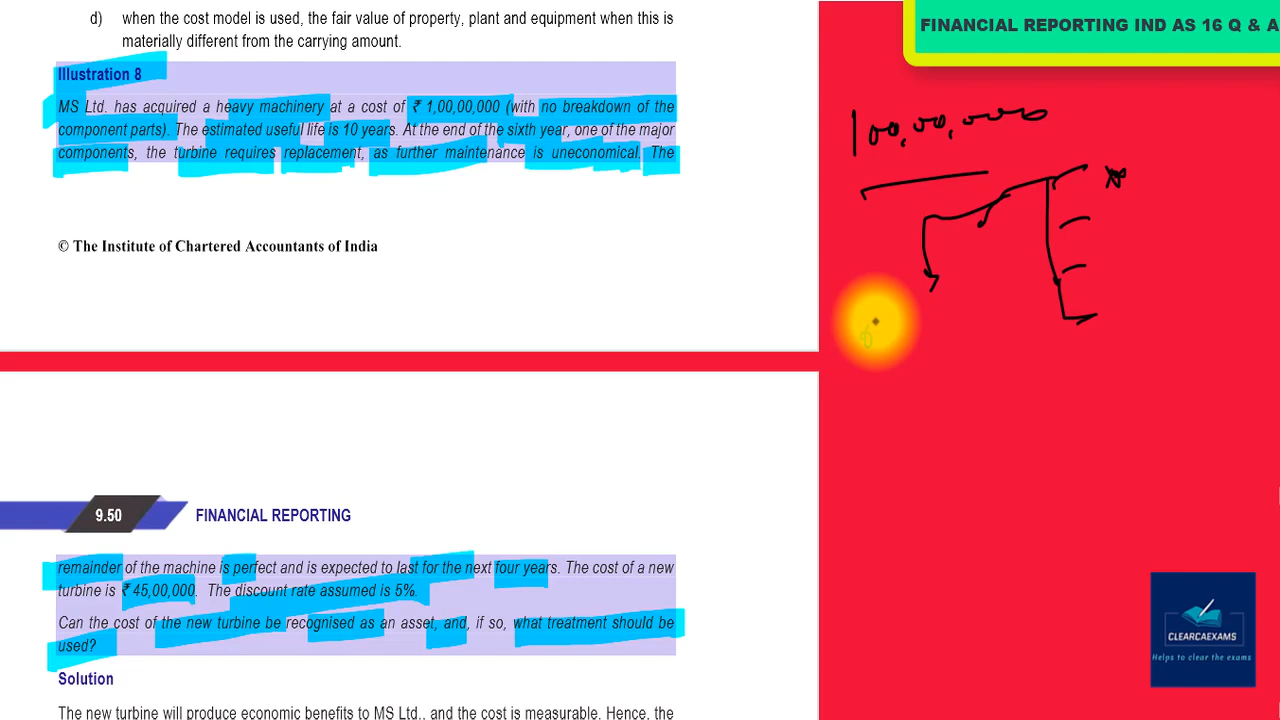 d) when the cost model is used, the fair value of property, plant and equipment when this is
materially different from the carrying amount.
Illustration 8
MS Ltd. has acquired a heavy machinery at a cost of ₹ 1,00,00,000 (with no breakdown of the
component parts). The estimated useful life is 10 years. At the end of the sixth year, one of the major
components, the turbine requires replacement, as further maintenance is uneconomical. The
© The Institute of Chartered Accountants of India
9.50 FINANCIAL REPORTING
remainder of the machine is perfect and is expected to last for the next four years. The cost of a new
turbine is ₹ 45,00,000. The discount rate assumed is 5%.
Can the cost of the new turbine be recognised as an asset, and, if so, what treatment should be
used?
Solution
The new turbine will produce economic benefits to MS Ltd., and the cost is measurable. Hence, the
FINANCIAL REPORTING IND AS 16 Q & A
100,00,000
CLEARCAEXAMS
Helps to clear the exams